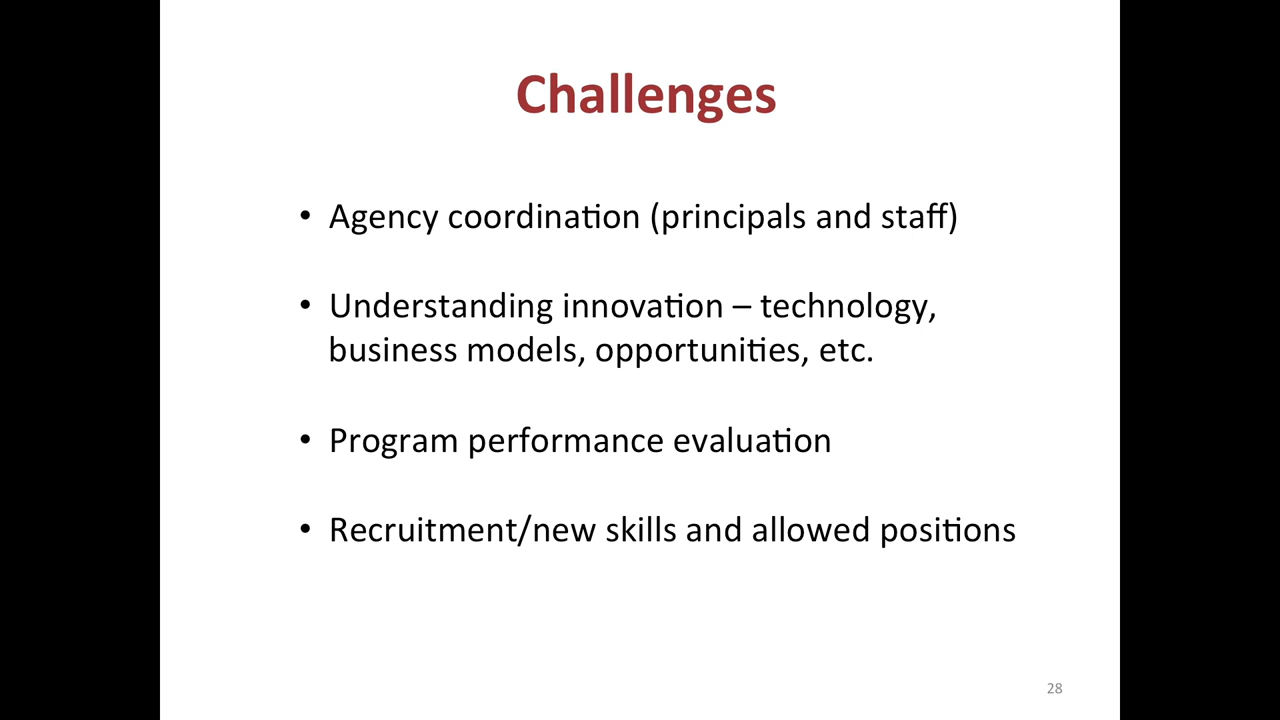 Challenges
• Agency coordination (principals and staff)
• Understanding innovation – technology,
business models, opportunities, etc.
• Program performance evaluation
• Recruitment/new skills and allowed positions
28